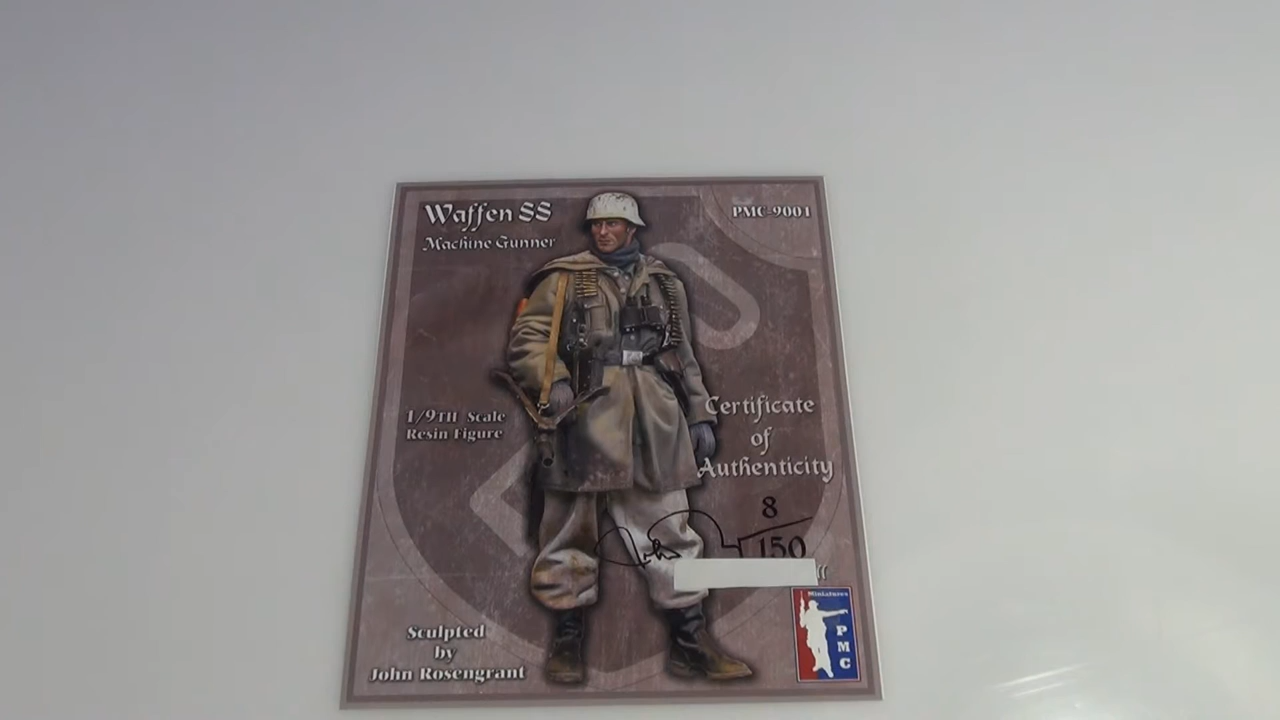 Waffen SS
Machine Gunner
PMC-9001
1/9TH Scale
Resin Figure
Certificate
of
Authenticity
8
150
John
Sculpted
by
John Rosengrant
Miniatures
PMC